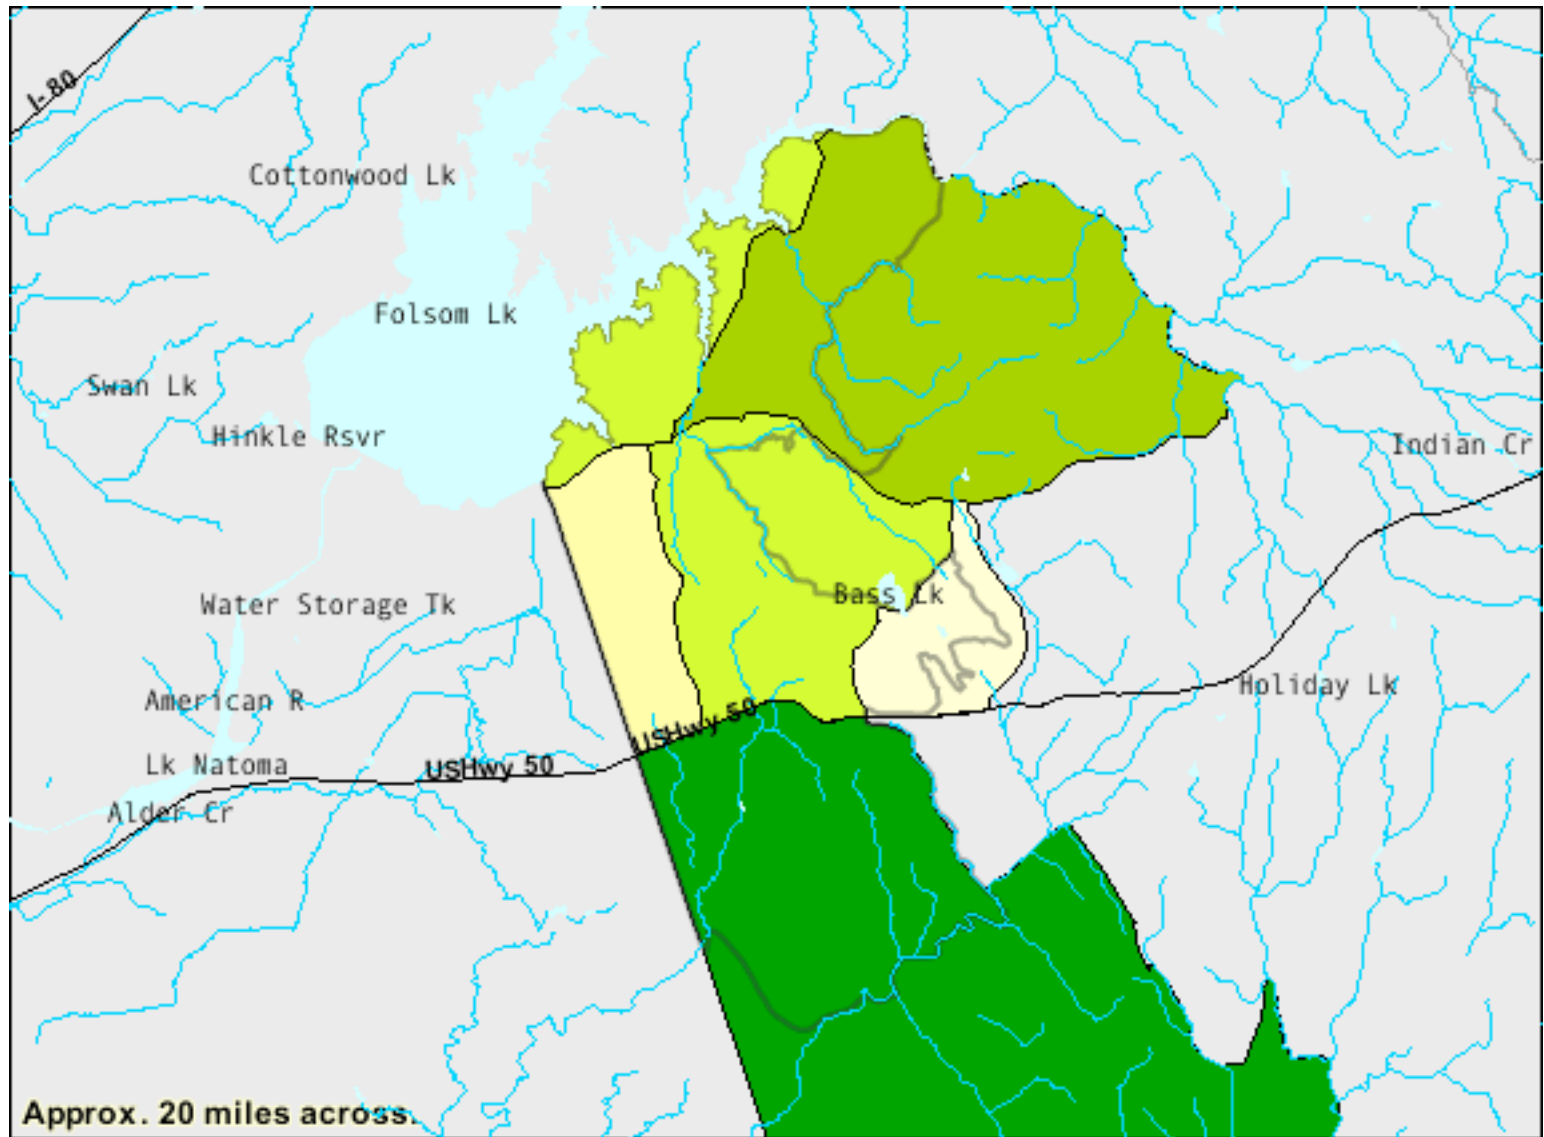 I-80
Cottonwood Lk
Folsom Lk
Swan Lk
Hinkle Rsvr
Indian Cr
Bass Lk
Water Storage Tk
American R
Holiday Lk
USHwy 50
Lk Natoma
USHwy 50
Alder Cr
Approx. 20 miles across.